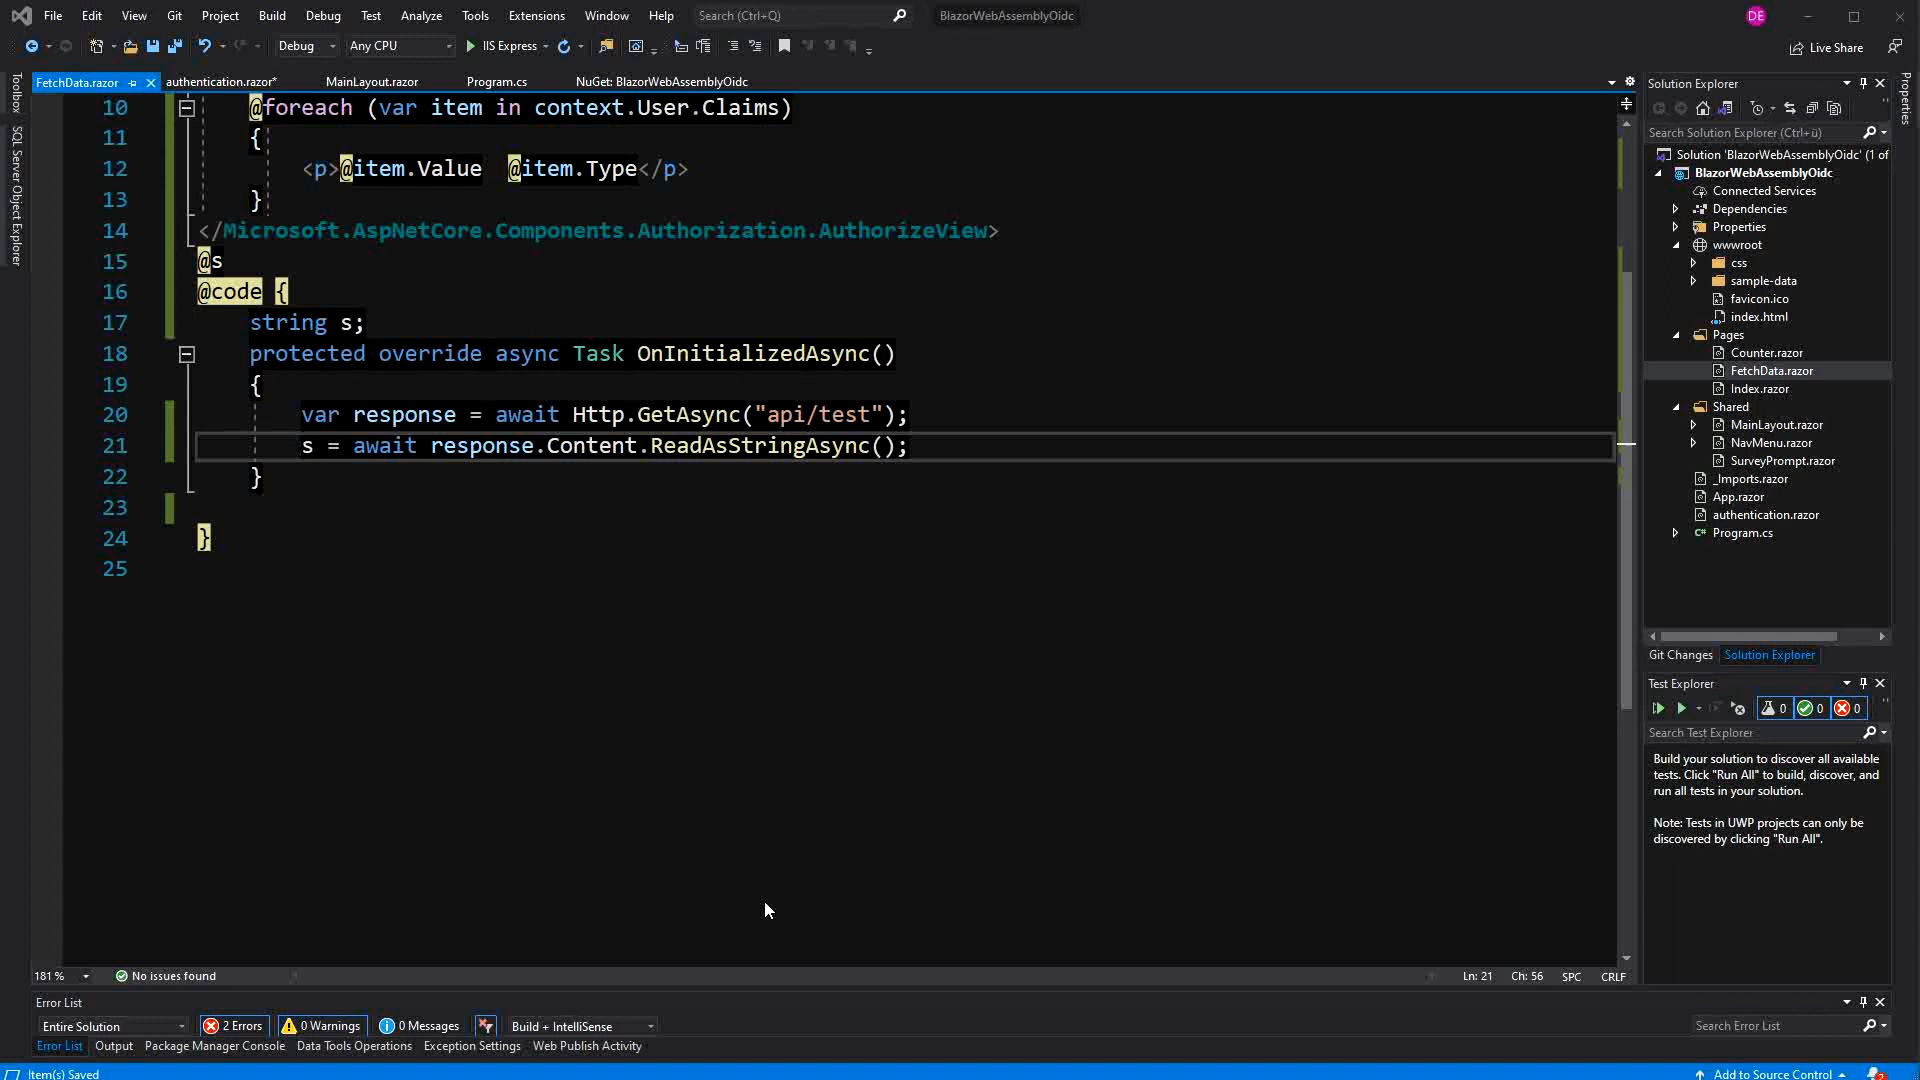 File Edit View Git Project Build Debug Test Analyze Tools Extensions Window Help Search (Ctrl+Q) BlazorWebAssemblyOidc DE
Debug Any CPU IIS Express Live Share
FetchData.razor authentication.razor* MainLayout.razor Program.cs NuGet: BlazorWebAssemblyOidc
Toolbox
SQL Server Object Explorer
10 @foreach (var item in context.User.Claims)
11 {
12 <p>@item.Value @item.Type</p>
13 }
14 </Microsoft.AspNetCore.Components.Authorization.AuthorizeView>
15 @s
16 @code {
17 string s;
18 protected override async Task OnInitializedAsync()
19 {
20 var response = await Http.GetAsync("api/test");
21 s = await response.Content.ReadAsStringAsync();
22 }
23
24 }
25
181 % No issues found Ln: 21 Ch: 56 SPC CRLF
Solution Explorer
Search Solution Explorer (Ctrl+ü)
Solution 'BlazorWebAssemblyOidc' (1 of
BlazorWebAssemblyOidc
Connected Services
Dependencies
Properties
wwwroot
css
sample-data
favicon.ico
index.html
Pages
Counter.razor
FetchData.razor
Index.razor
Shared
MainLayout.razor
NavMenu.razor
SurveyPrompt.razor
_Imports.razor
App.razor
authentication.razor
C# Program.cs
Git Changes Solution Explorer
Test Explorer
0 0 0
Search Test Explorer
Build your solution to discover all available
tests. Click "Run All" to build, discover, and
run all tests in your solution.
Note: Tests in UWP projects can only be
discovered by clicking "Run All".
Properties
Error List
Entire Solution 2 Errors 0 Warnings 0 Messages Build + IntelliSense Search Error List
Error List Output Package Manager Console Data Tools Operations Exception Settings Web Publish Activity
Item(s) Saved Add to Source Control 2